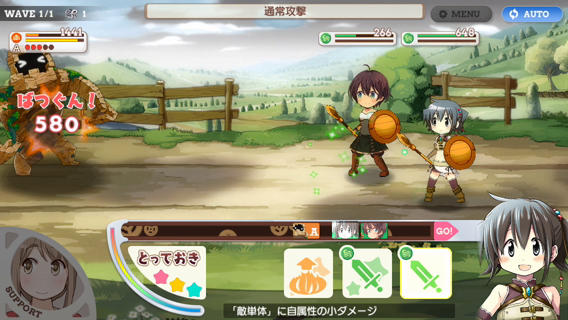 WAVE 1/1 1
通常攻撃
MENU
AUTO
1441
A
266
648
ばつぐん!
580
A
GO!
とっておき
SUPPORT
「敵単体」に自属性の小ダメージ